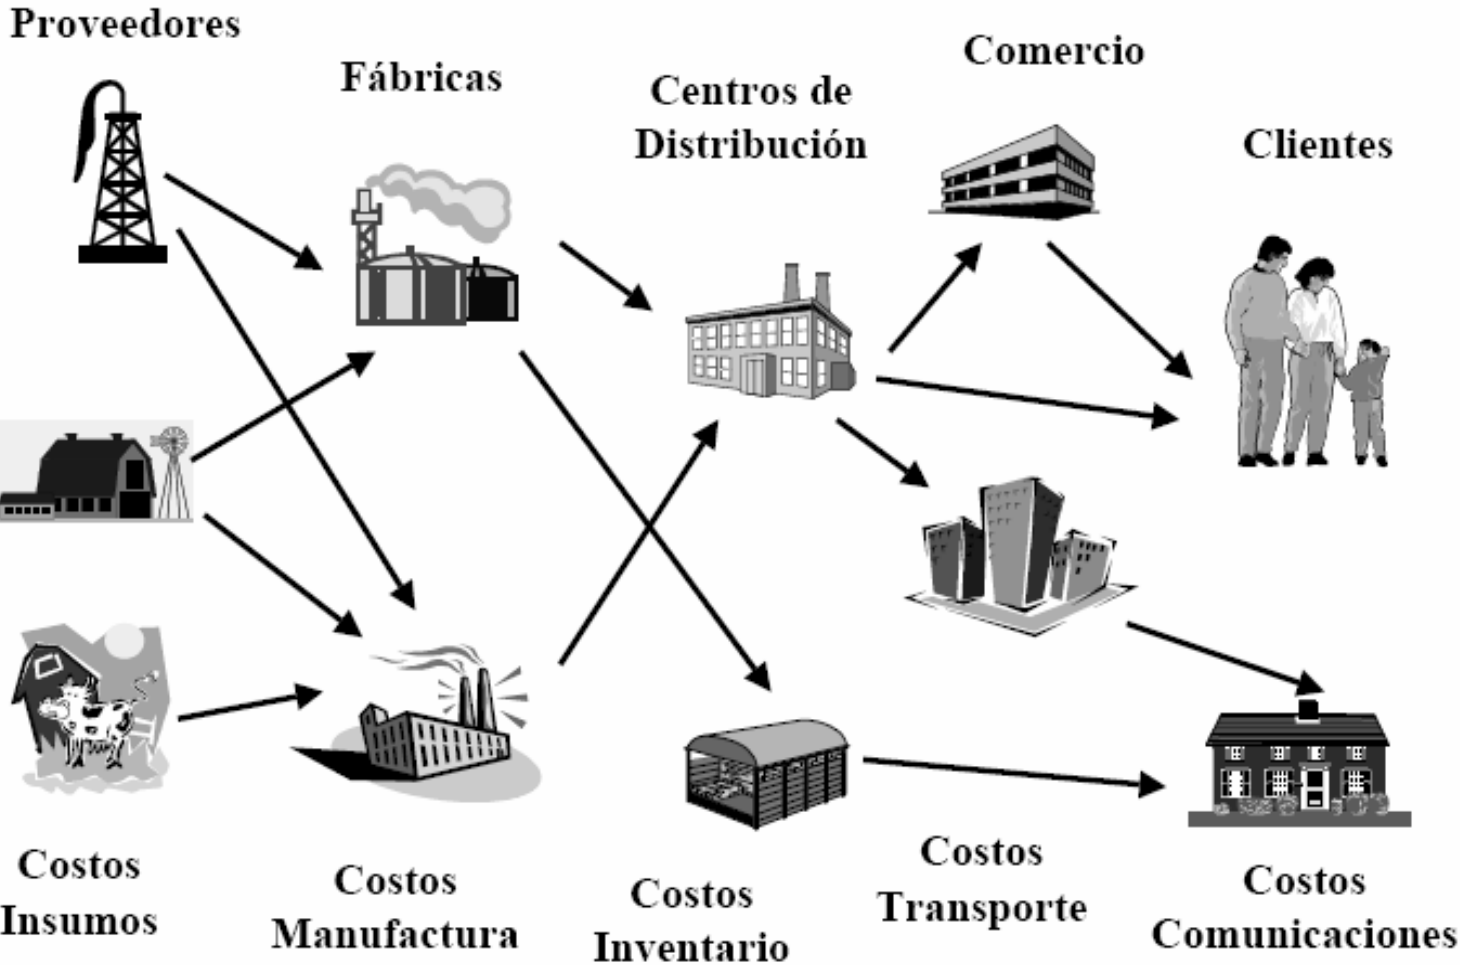 Proveedores
Fábricas
Centros de
Distribución
Comercio
Clientes
Costos
Insumos
Costos
Manufactura
Costos
Inventario
Costos
Transporte
Costos
Comunicaciones